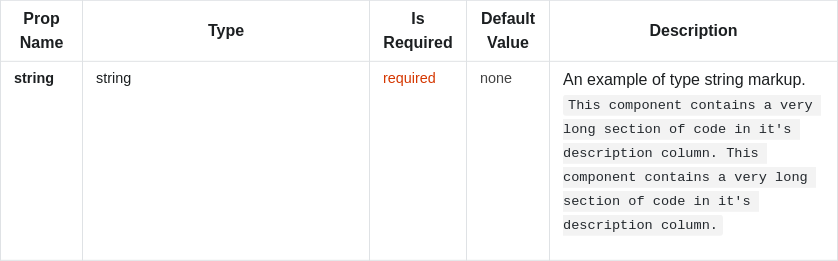 Prop Name
Type
Is Required
Default Value
Description
string
string
required
none
An example of type string markup.
This component contains a very
long section of code in it's
description column. This
component contains a very long
section of code in it's
description column.